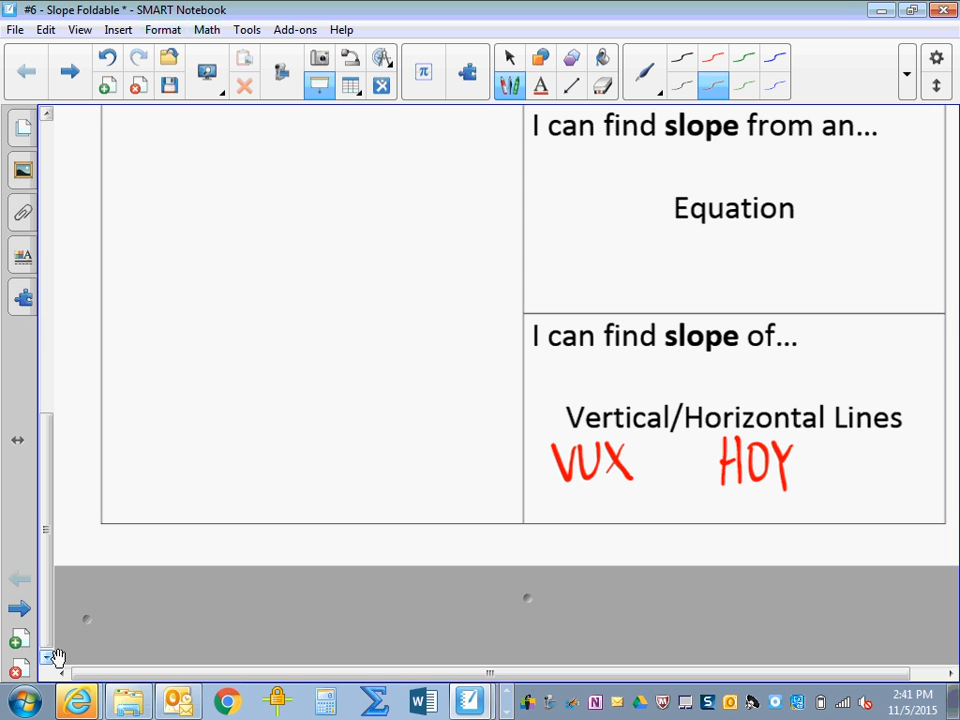 #6 - Slope Foldable * - SMART Notebook
File Edit View Insert Format Math Tools Add-ons Help
I can find slope from an...
Equation
I can find slope of...
Vertical/Horizontal Lines
VUX HOY
2:41 PM
11/5/2015